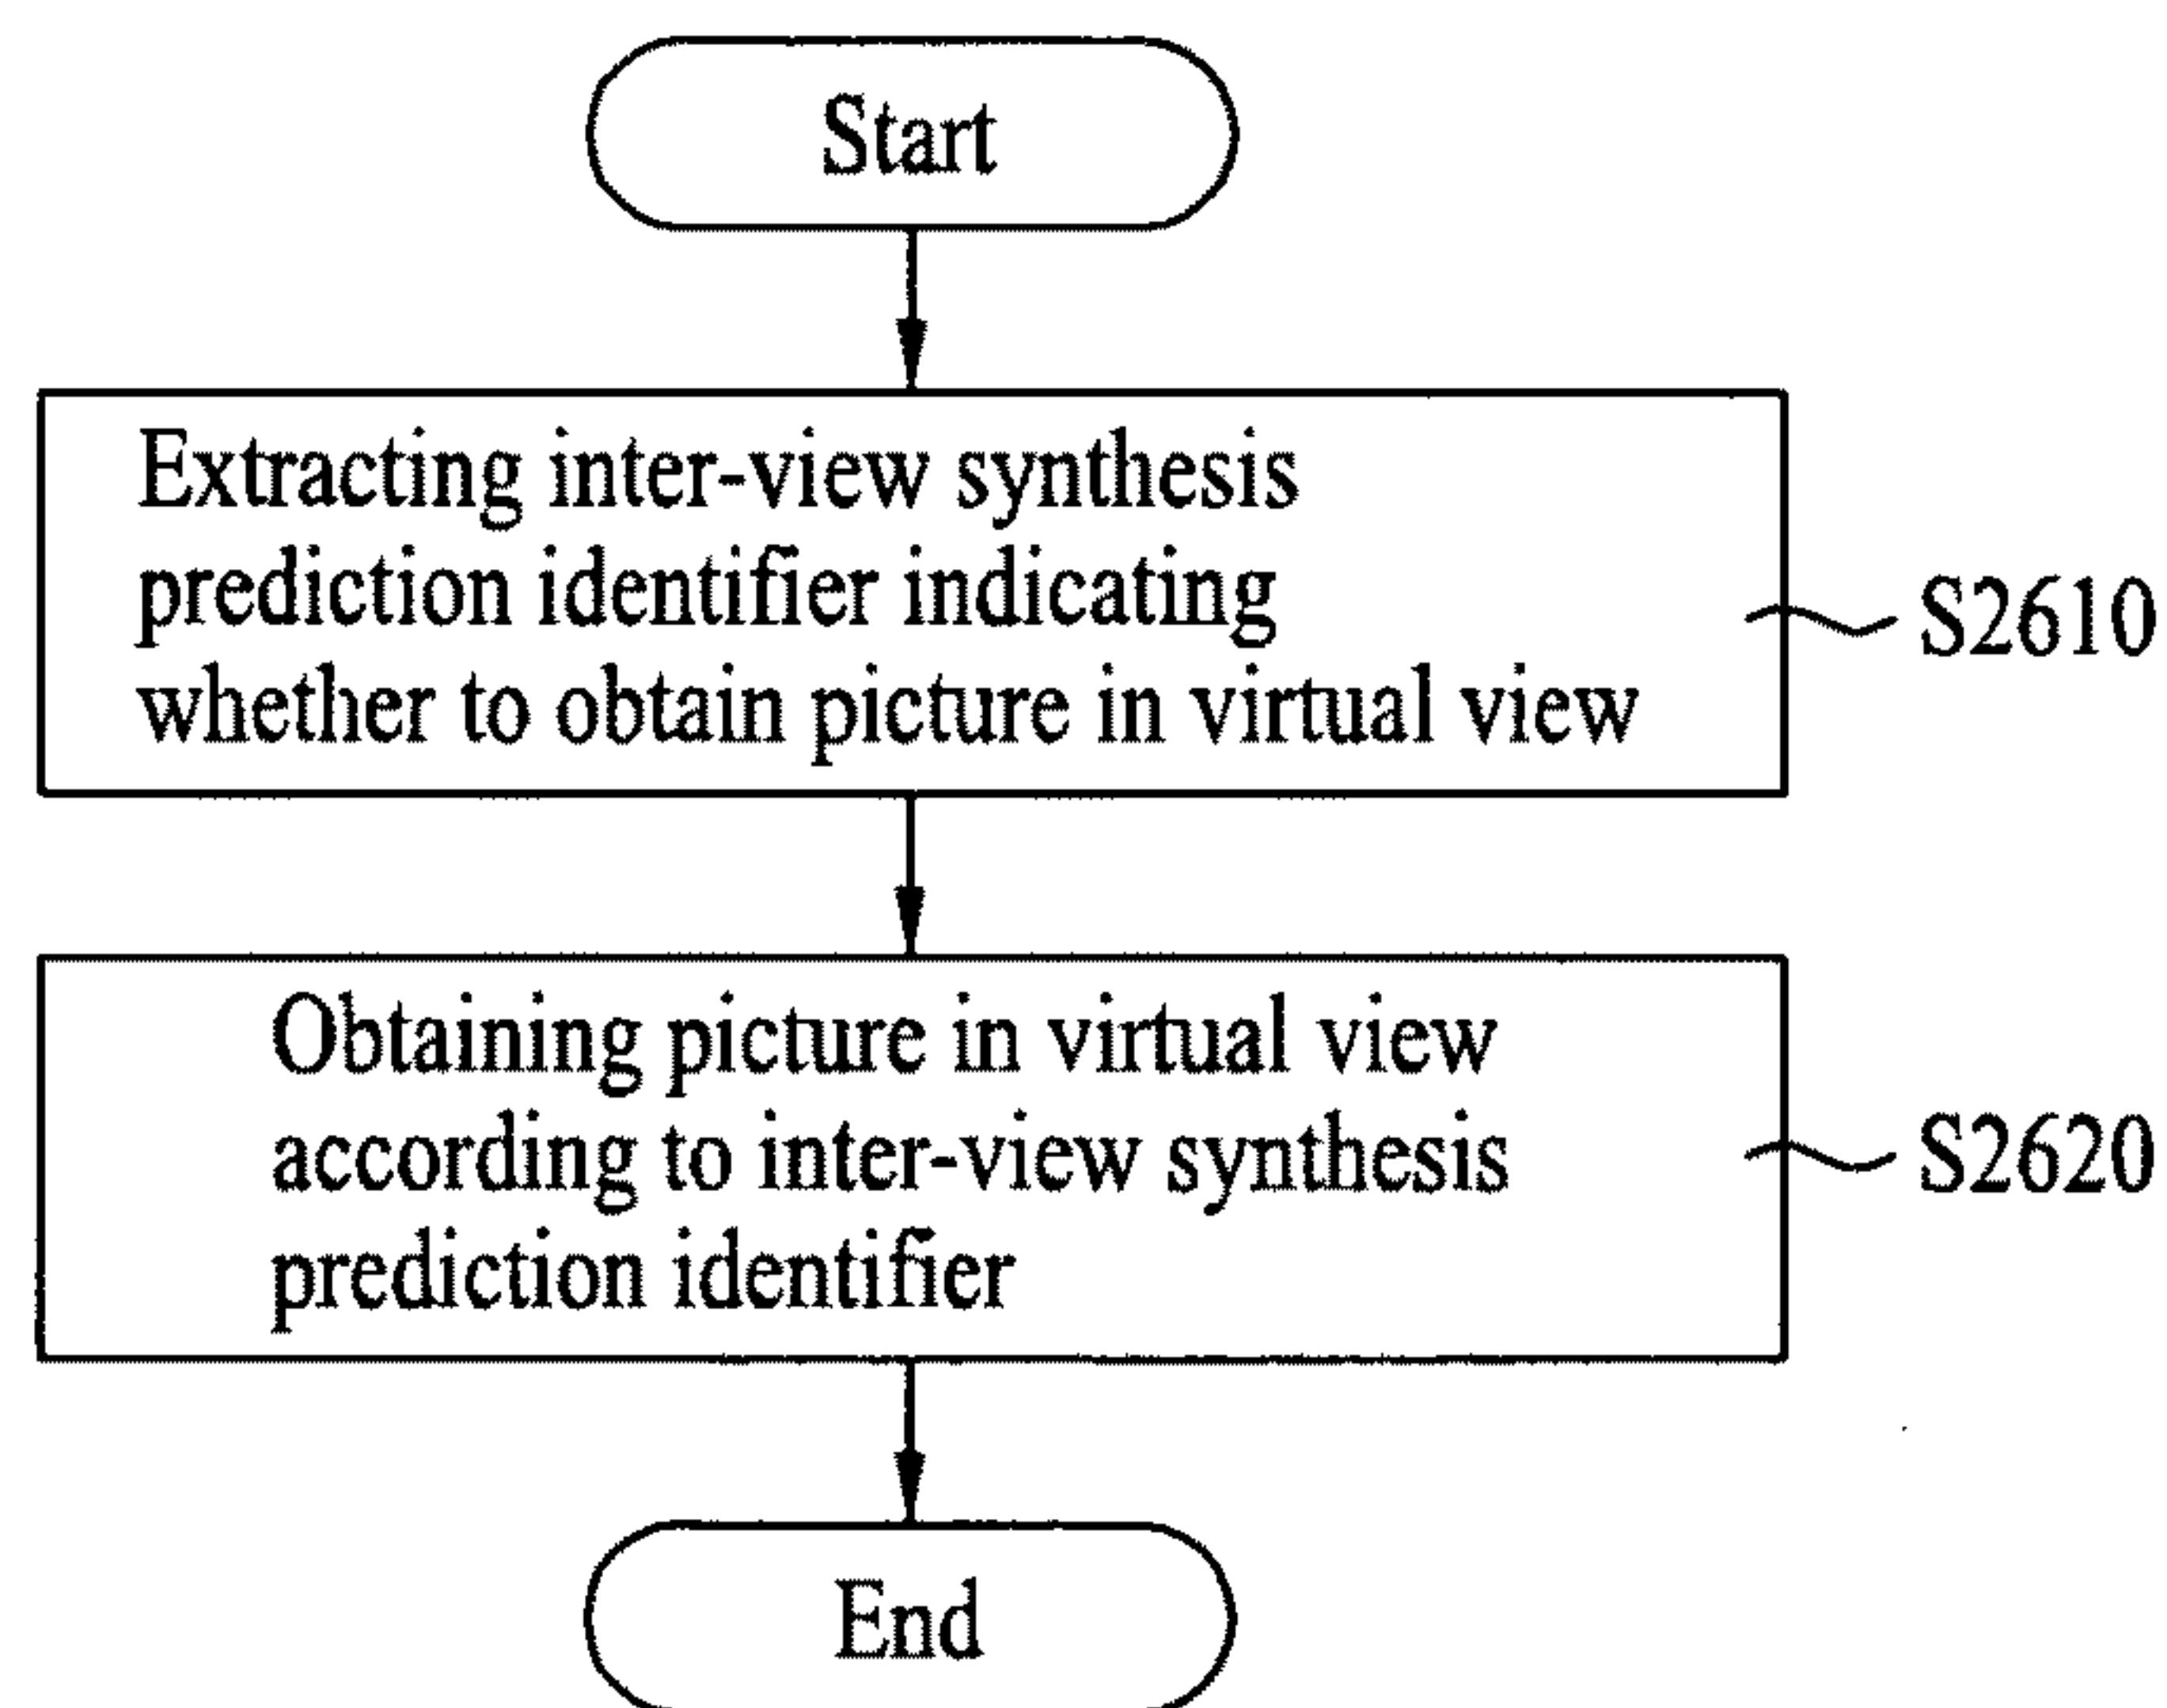 Start
Extracting inter-view synthesis
prediction identifier indicating
whether to obtain picture in virtual view
S2610
Obtaining picture in virtual view
according to inter-view synthesis
prediction identifier
S2620
End